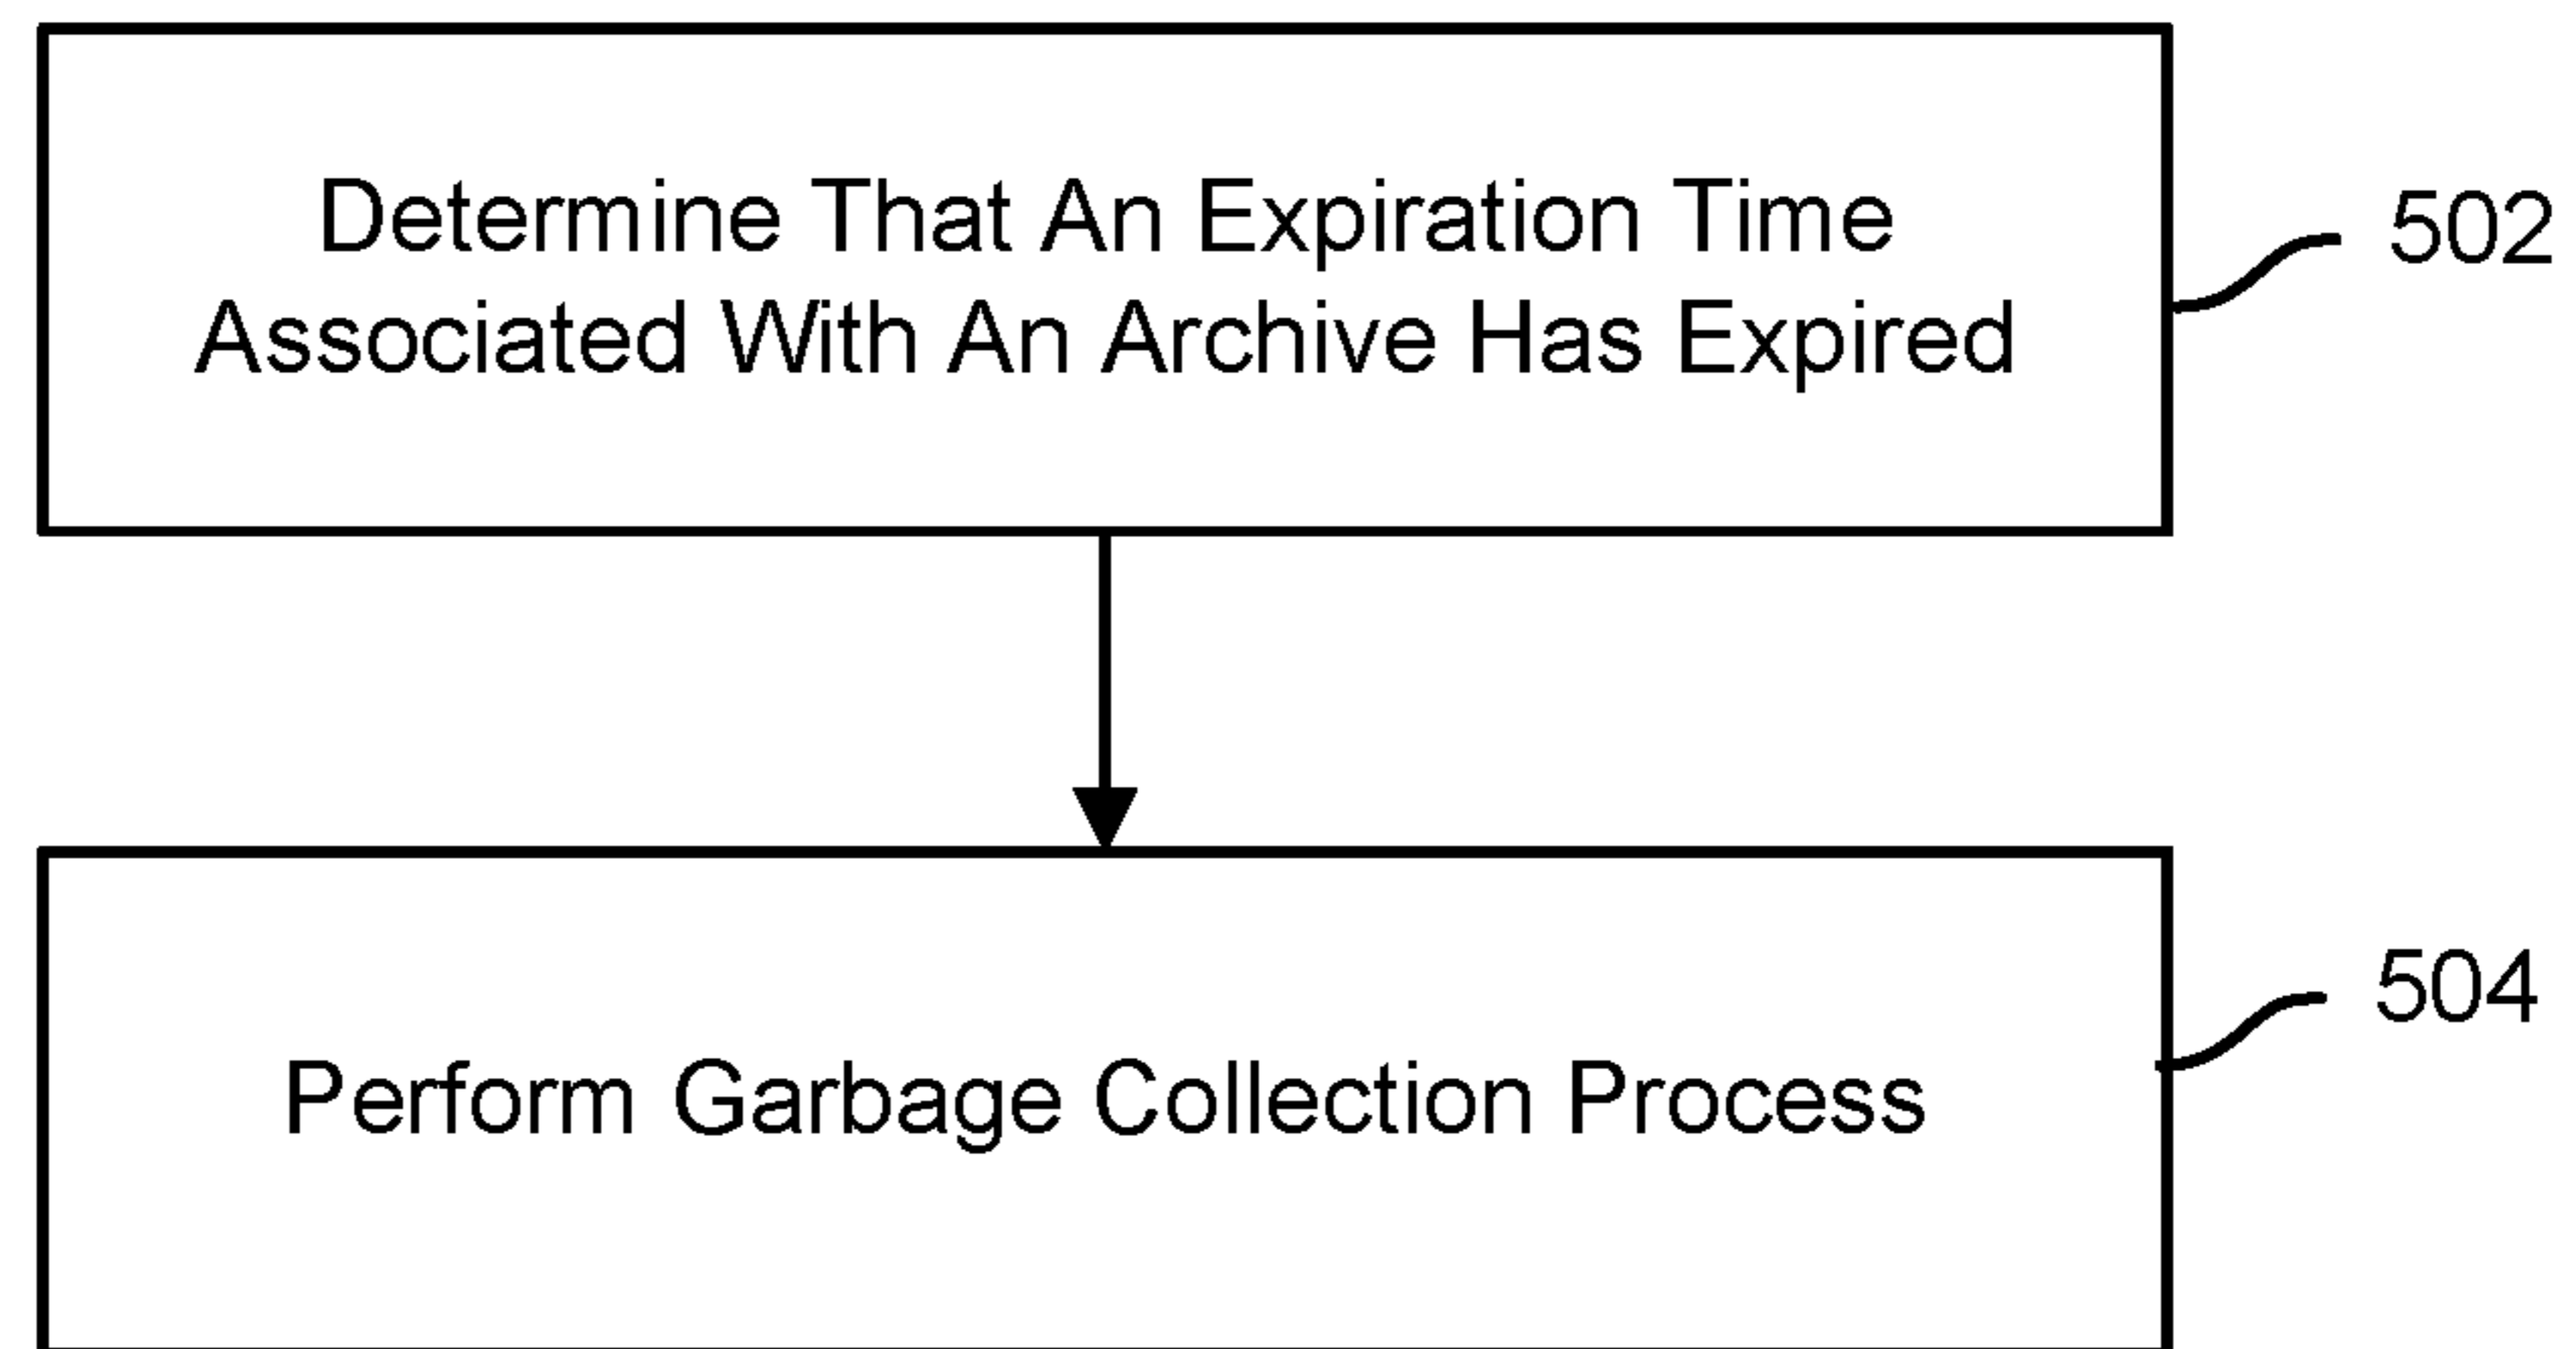 Determine That An Expiration Time
Associated With An Archive Has Expired
502
Perform Garbage Collection Process
504